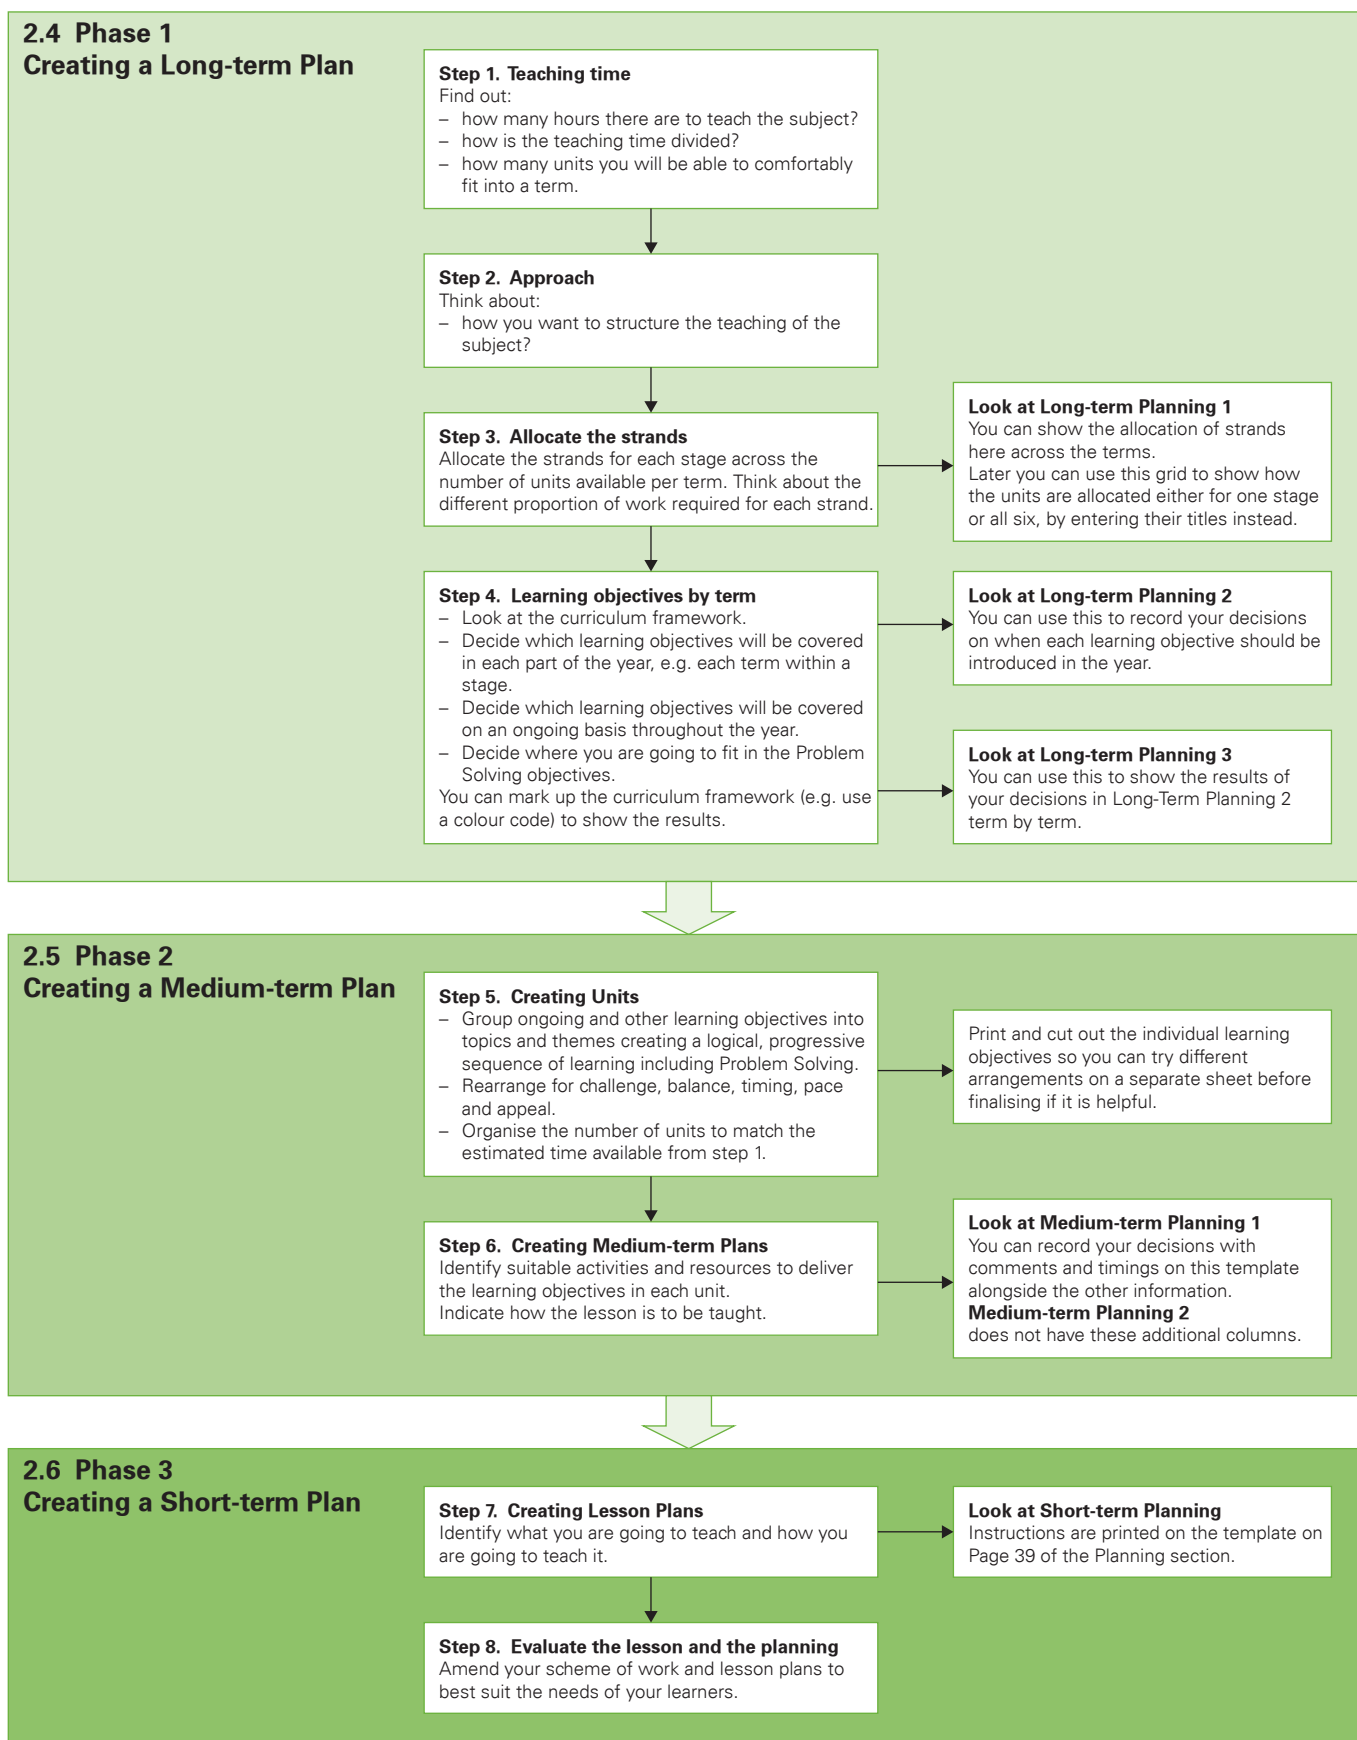 2.4 Phase 1
Creating a Long-term Plan
Step 1. Teaching time
Find out:
– how many hours there are to teach the subject?
– how is the teaching time divided?
– how many units you will be able to comfortably
fit into a term.
Step 2. Approach
Think about:
– how you want to structure the teaching of the
subject?
Step 3. Allocate the strands
Allocate the strands for each stage across the
number of units available per term. Think about the
different proportion of work required for each strand.
Look at Long-term Planning 1
You can show the allocation of strands
here across the terms.
Later you can use this grid to show how
the units are allocated either for one stage
or all six, by entering their titles instead.
Step 4. Learning objectives by term
– Look at the curriculum framework.
– Decide which learning objectives will be covered
in each part of the year, e.g. each term within a
stage.
– Decide which learning objectives will be covered
on an ongoing basis throughout the year.
– Decide where you are going to fit in the Problem
Solving objectives.
You can mark up the curriculum framework (e.g. use
a colour code) to show the results.
Look at Long-term Planning 2
You can use this to record your decisions
on when each learning objective should be
introduced in the year.
Look at Long-term Planning 3
You can use this to show the results of
your decisions in Long-Term Planning 2
term by term.
2.5 Phase 2
Creating a Medium-term Plan
Step 5. Creating Units
– Group ongoing and other learning objectives into
topics and themes creating a logical, progressive
sequence of learning including Problem Solving.
– Rearrange for challenge, balance, timing, pace
and appeal.
– Organise the number of units to match the
estimated time available from step 1.
Print and cut out the individual learning
objectives so you can try different
arrangements on a separate sheet before
finalising if it is helpful.
Step 6. Creating Medium-term Plans
Identify suitable activities and resources to deliver
the learning objectives in each unit.
Indicate how the lesson is to be taught.
Look at Medium-term Planning 1
You can record your decisions with
comments and timings on this template
alongside the other information.
Medium-term Planning 2
does not have these additional columns.
2.6 Phase 3
Creating a Short-term Plan
Step 7. Creating Lesson Plans
Identify what you are going to teach and how you
are going to teach it.
Look at Short-term Planning
Instructions are printed on the template on
Page 39 of the Planning section.
Step 8. Evaluate the lesson and the planning
Amend your scheme of work and lesson plans to
best suit the needs of your learners.